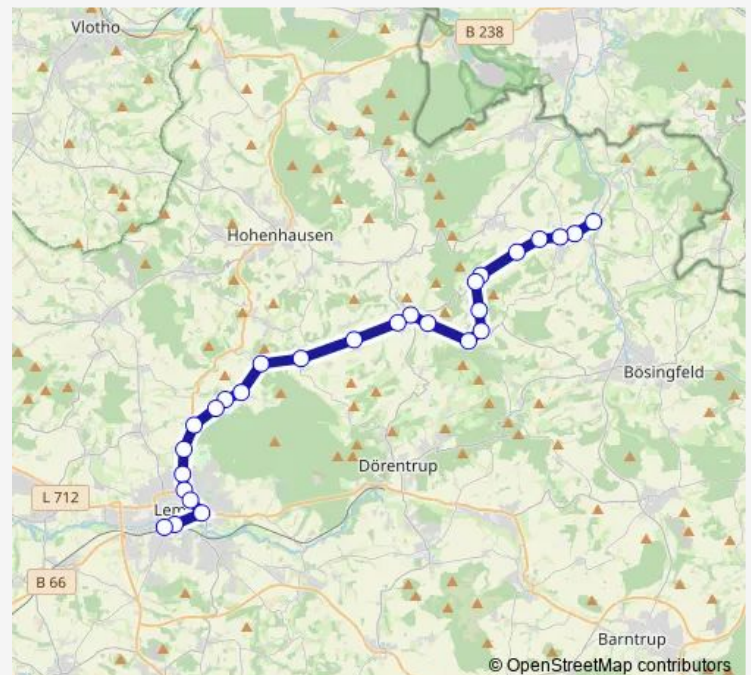 Vlotho
B 238
Hohenhausen
Bösingfeld
Dörentrup
L 712
Lem
B 66
Barntrup
© OpenStreetMap contributors